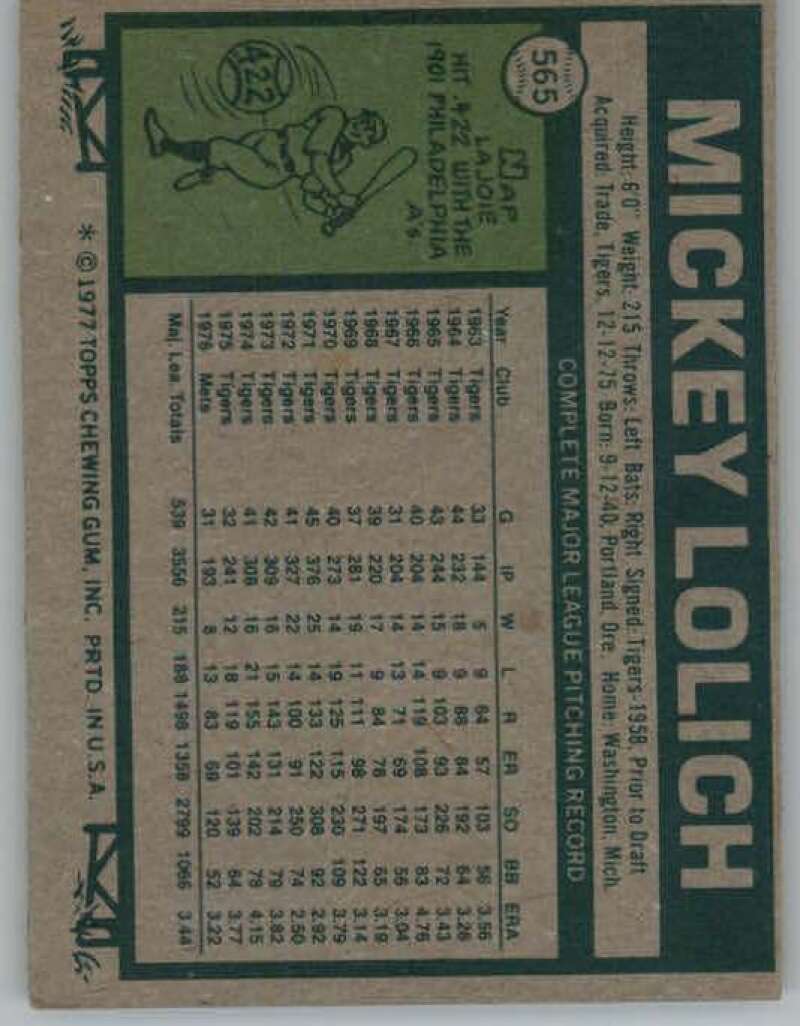 565
MICKEY LOLICH
Height: 6'0" Weight: 215 Throws: Left Bats: Right Signed: Tigers-1958, Prior to Draft
Acquired: Trade, Tigers, 12-12-75 Born: 9-12-40, Portland, Ore. Home: Washington, Mich.
COMPLETE MAJOR LEAGUE PITCHING RECORD
Year Club G IP W L R ER SO BB ERA
1963 Tigers 33 144 5 9 64 57 103 56 3.56
1964 Tigers 44 232 18 9 88 84 192 64 3.26
1965 Tigers 43 244 15 9 103 93 226 72 3.43
1966 Tigers 40 204 14 14 119 108 173 83 4.76
1967 Tigers 31 204 14 13 71 69 174 56 3.04
1968 Tigers 39 220 17 9 84 78 197 65 3.19
1969 Tigers 37 281 19 11 111 98 271 122 3.14
1970 Tigers 40 273 14 19 125 115 230 109 3.79
1971 Tigers 45 376 25 14 133 122 308 92 2.92
1972 Tigers 41 327 22 14 100 91 250 74 2.50
1973 Tigers 42 309 16 15 143 131 214 79 3.82
1974 Tigers 41 308 16 21 155 142 202 78 4.15
1975 Tigers 32 241 12 18 119 101 139 64 3.77
1976 Mets 31 193 8 13 83 69 120 52 3.22
Maj. Lea. Totals 539 3556 215 188 1498 1358 2799 1066 3.44
NAP
LAJOIE
HIT .422 WITH THE
1901 PHILADELPHIA
A's
.422
* ©1977 TOPPS CHEWING GUM, INC. PRTD. IN U.S.A.